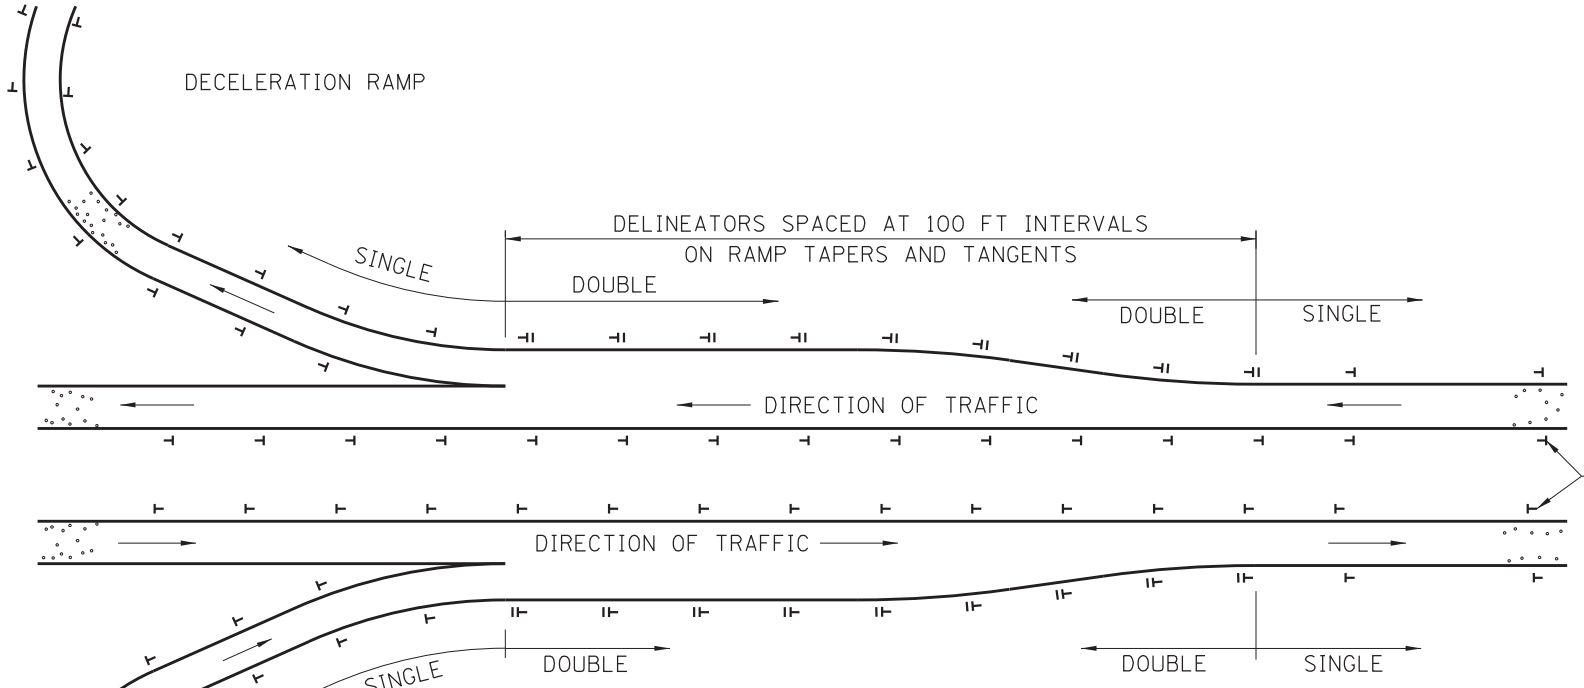 DECELERATION RAMP
DELINEATORS SPACED AT 100 FT INTERVALS
ON RAMP TAPERS AND TANGENTS
SINGLE
DOUBLE
DOUBLE
SINGLE
DIRECTION OF TRAFFIC
DIRECTION OF TRAFFIC
SINGLE
DOUBLE
DOUBLE
SINGLE